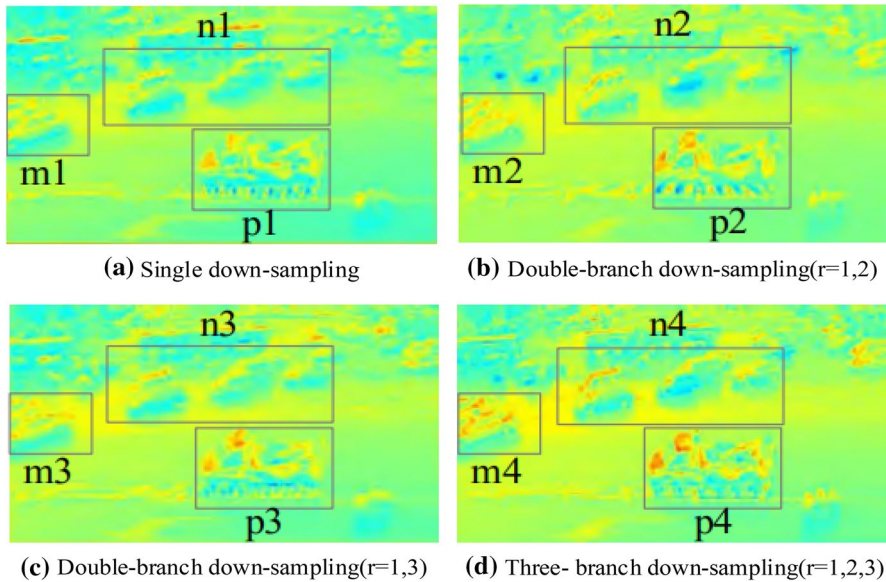 n1
m1
p1
(a) Single down-sampling
n2
m2
p2
(b) Double-branch down-sampling(r=1,2)
n3
m3
p3
(c) Double-branch down-sampling(r=1,3)
n4
m4
p4
(d) Three- branch down-sampling(r=1,2,3)